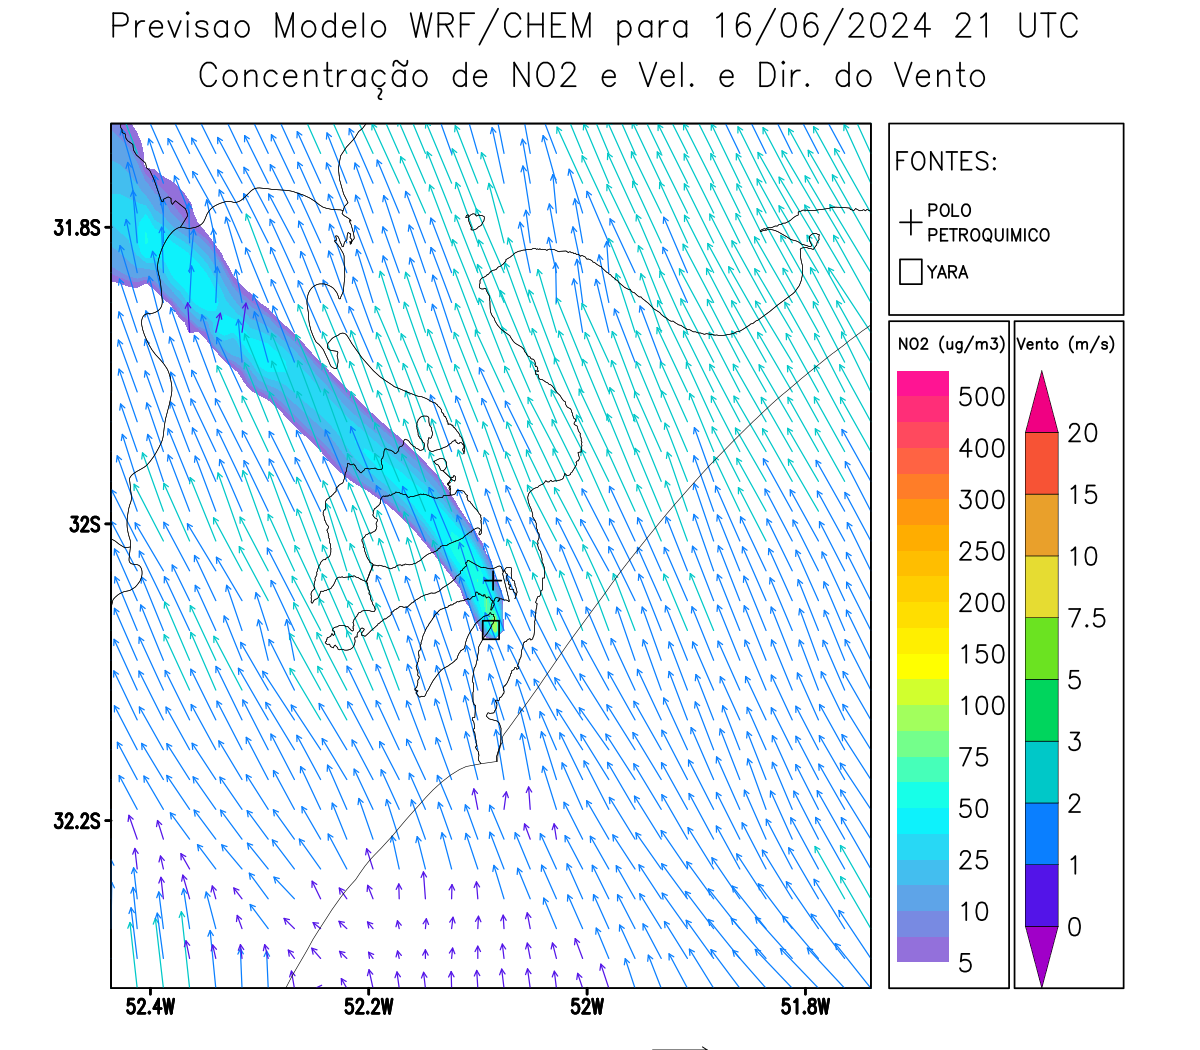 Previsao Modelo WRF/CHEM para 16/06/2024 21 UTC
Concentração de NO2 e Vel. e Dir. do Vento
FONTES:
POLO
PETROQUIMICO
YARA
NO2 (ug/m3)
500
400
300
250
200
150
100
75
50
25
10
5
Vento (m/s)
20
15
10
7.5
5
3
2
1
0
31.8S
32S
32.2S
52.4W 52.2W 52W 51.8W